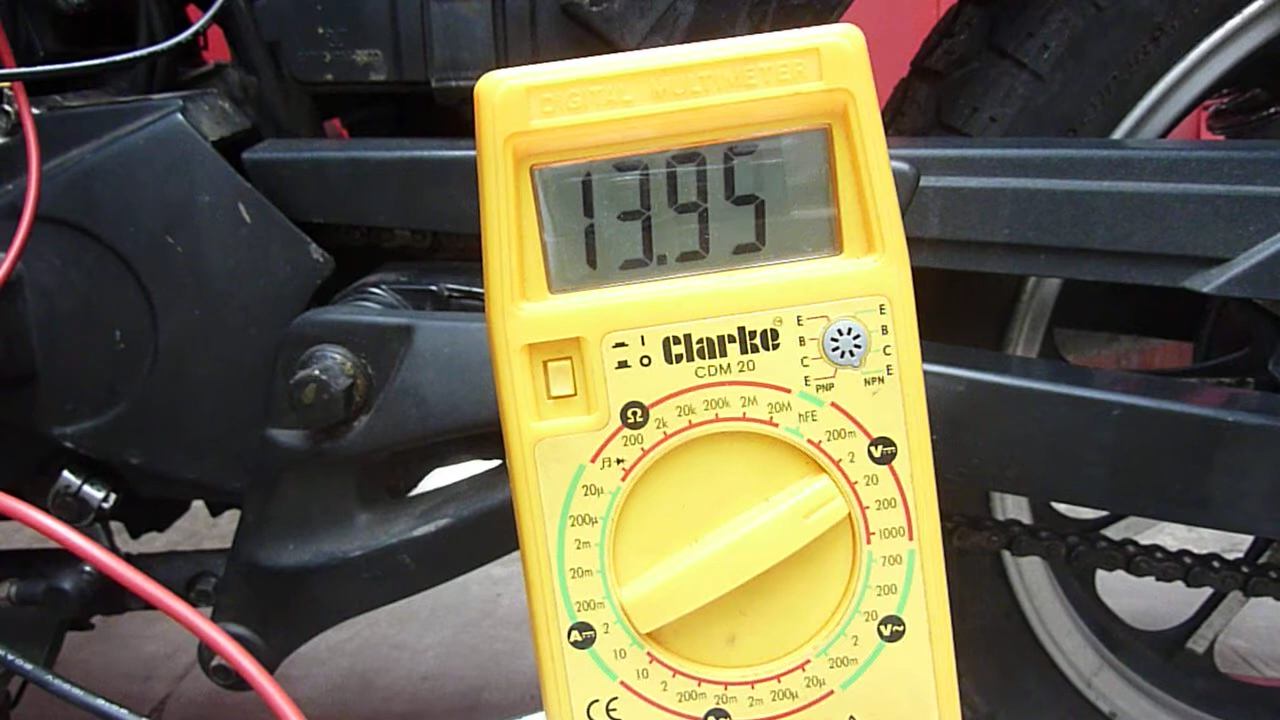 DIGITAL MULTIMETER
13.95
I
O
Clarke
CDM 20
E
B
C
E
PNP
E
B
C
E
NPN
Ω
200
2k
20k
200k
2M
20M
hFE
200m
2
20
200
1000
V
700
200
20
2
200m
V~
20µ
200µ
2m
20m
200m
2
10
A
10
2
200m
20m
2m
200µ
20µ
CE